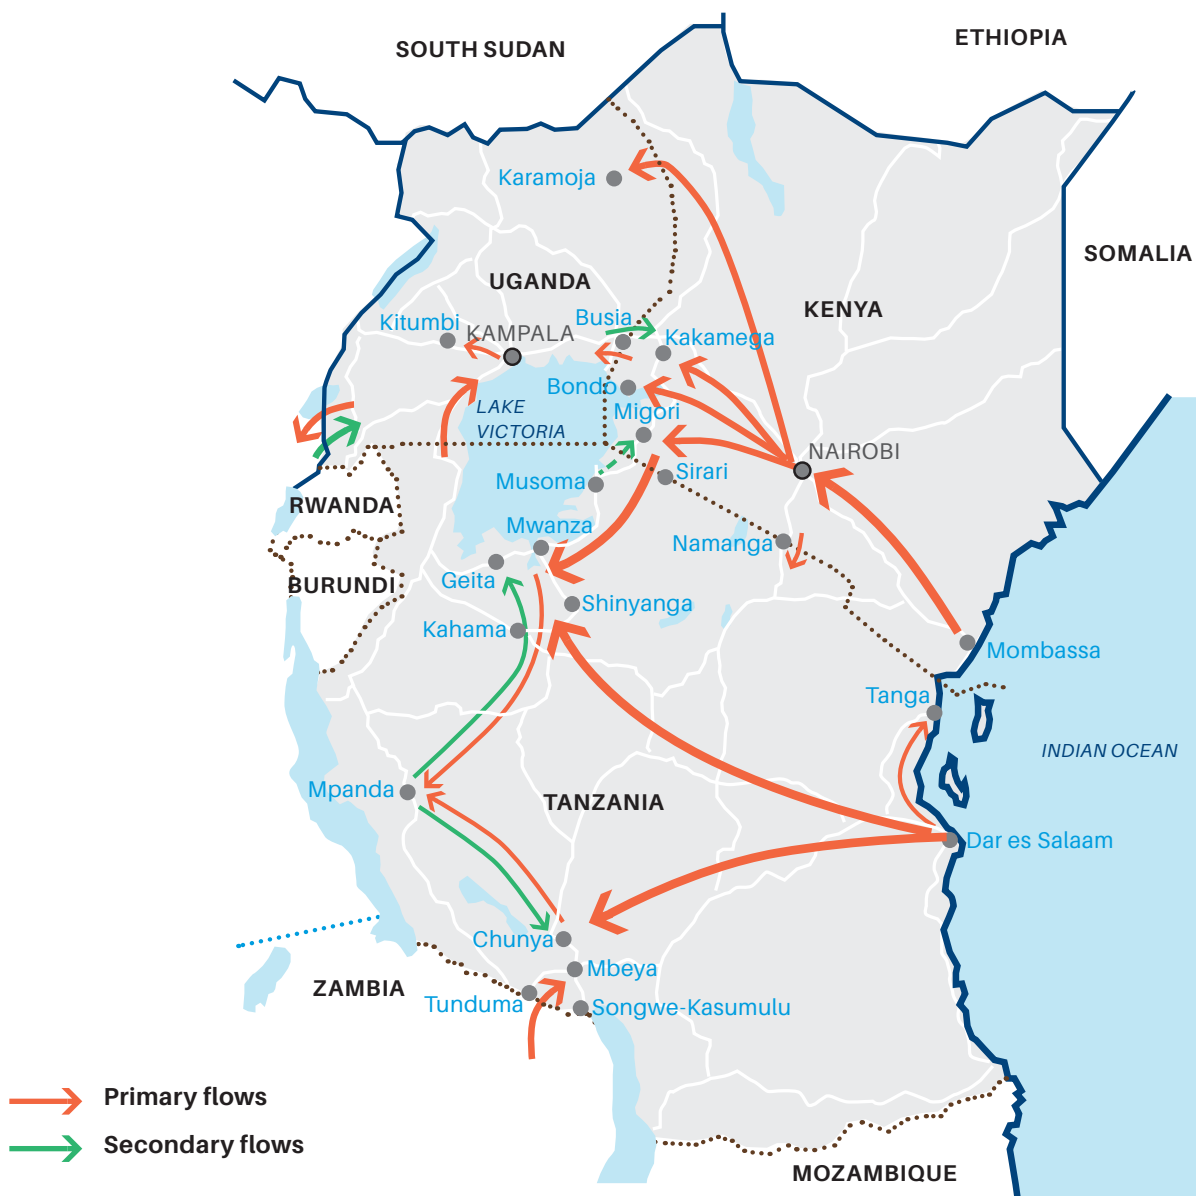 SOUTH SUDAN
ETHIOPIA
Karamoja
SOMALIA
UGANDA
KENYA
Kitumbi
KAMPALA
Busia
Kakamega
Bondo
LAKE
VICTORIA
Migori
NAIROBI
Musoma
Sirari
RWANDA
Mwanza
Namanga
Geita
BURUNDI
Shinyanga
Kahama
Mombassa
Tanga
INDIAN OCEAN
Mpanda
TANZANIA
Dar es Salaam
Chunya
Mbeya
ZAMBIA
Tunduma
Songwe-Kasumulu
Primary flows
Secondary flows
MOZAMBIQUE